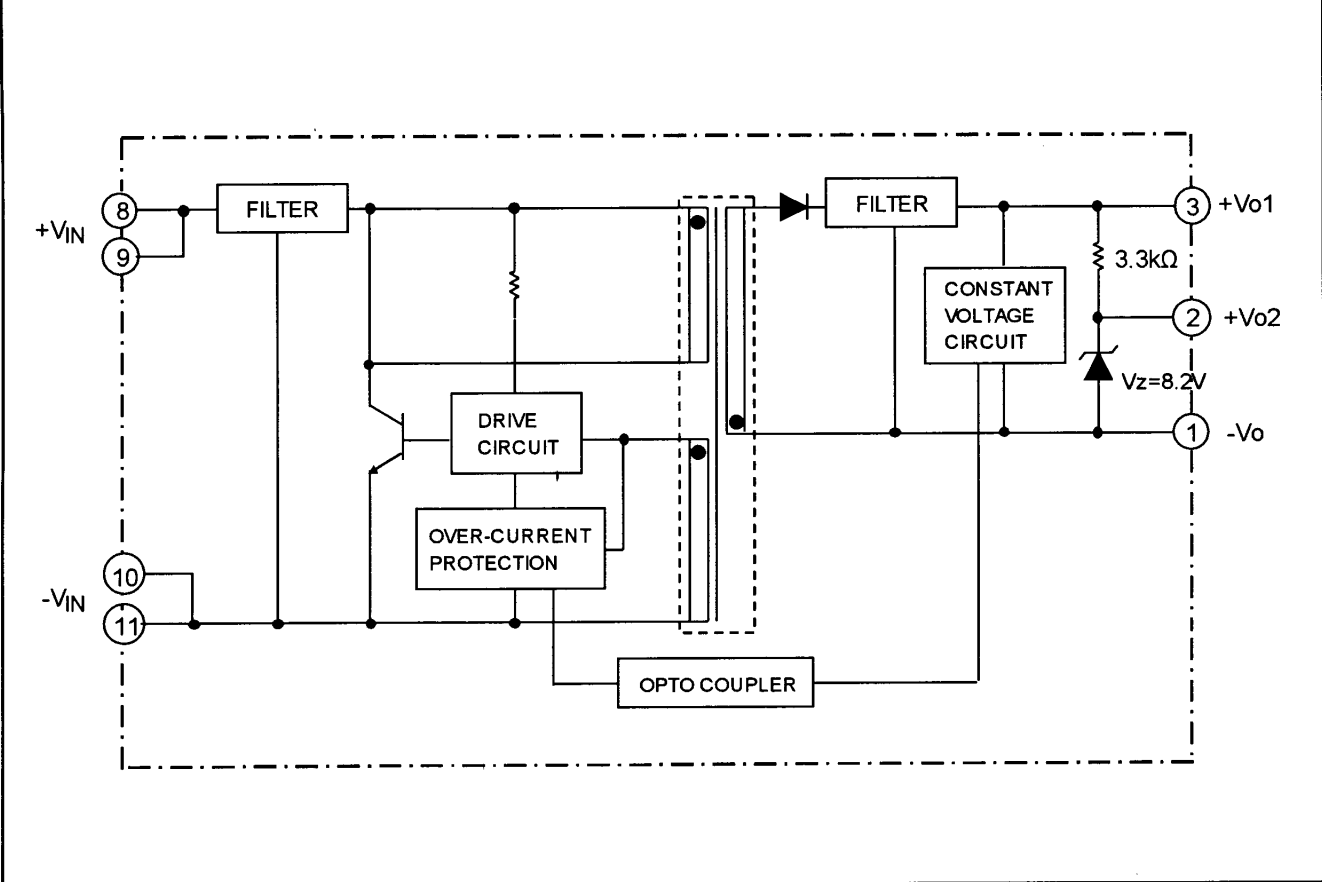 8
+VIN
9
FILTER
FILTER
3
+Vo1
3.3kΩ
CONSTANT
VOLTAGE
CIRCUIT
2
+Vo2
Vz=8.2V
DRIVE
CIRCUIT
1
-Vo
OVER-CURRENT
PROTECTION
10
-VIN
11
OPTO COUPLER